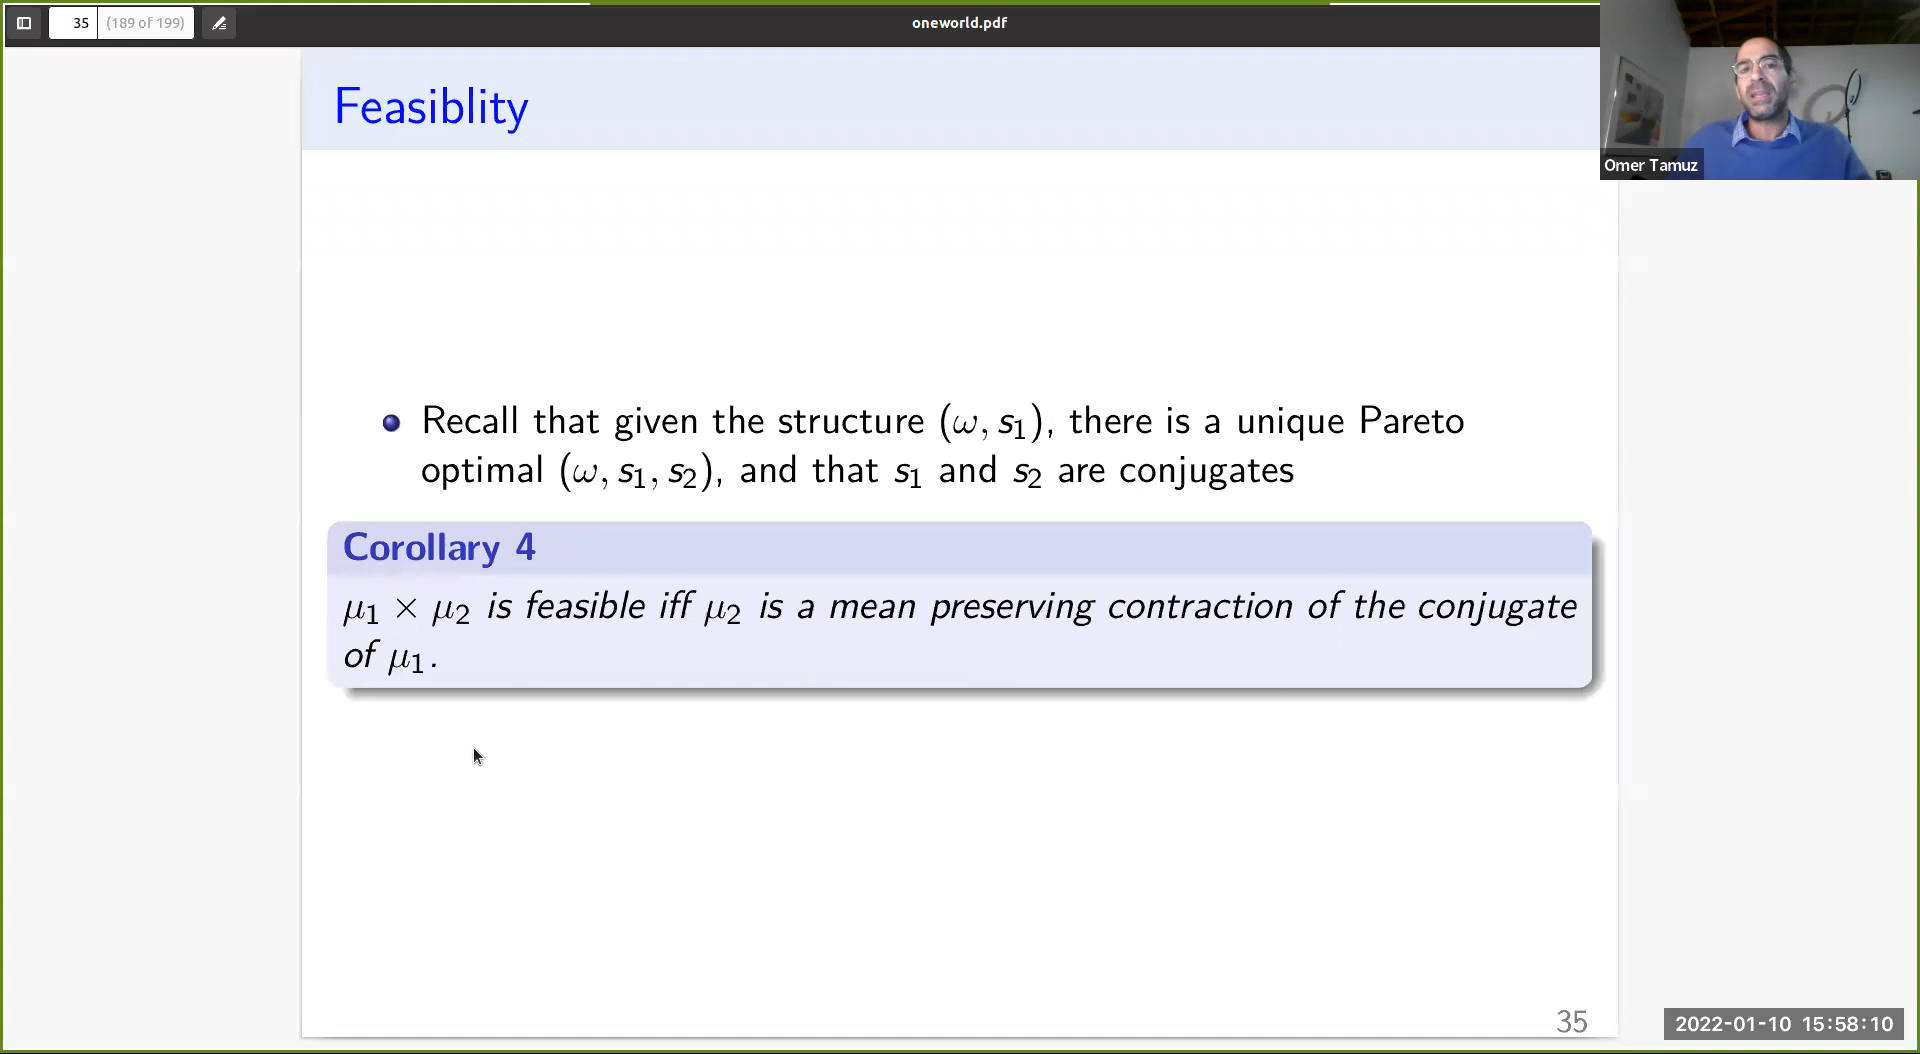 35 (189 of 199) oneworld.pdf
Feasiblity
Omer Tamuz
Recall that given the structure (ω, s₁), there is a unique Pareto
optimal (ω, s₁, s₂), and that s₁ and s₂ are conjugates
Corollary 4
μ₁ × μ₂ is feasible iff μ₂ is a mean preserving contraction of the conjugate
of μ₁.
35
2022-01-10 15:58:10